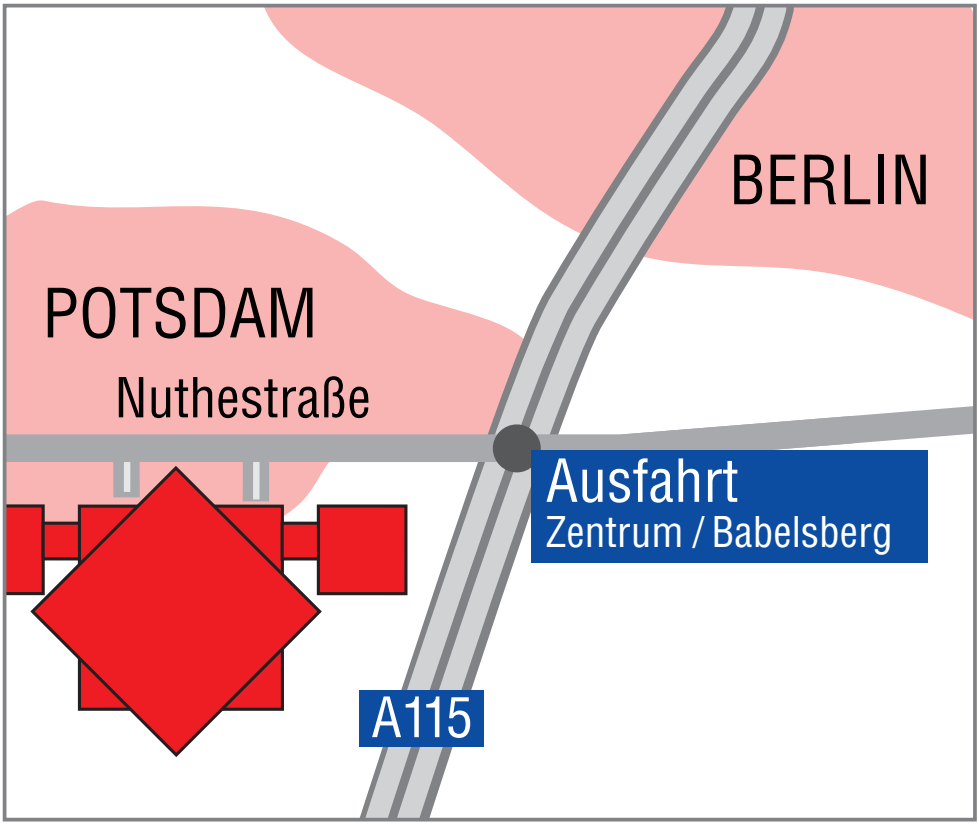 BERLIN
POTSDAM
Nuthestraße
Ausfahrt
Zentrum / Babelsberg
A115